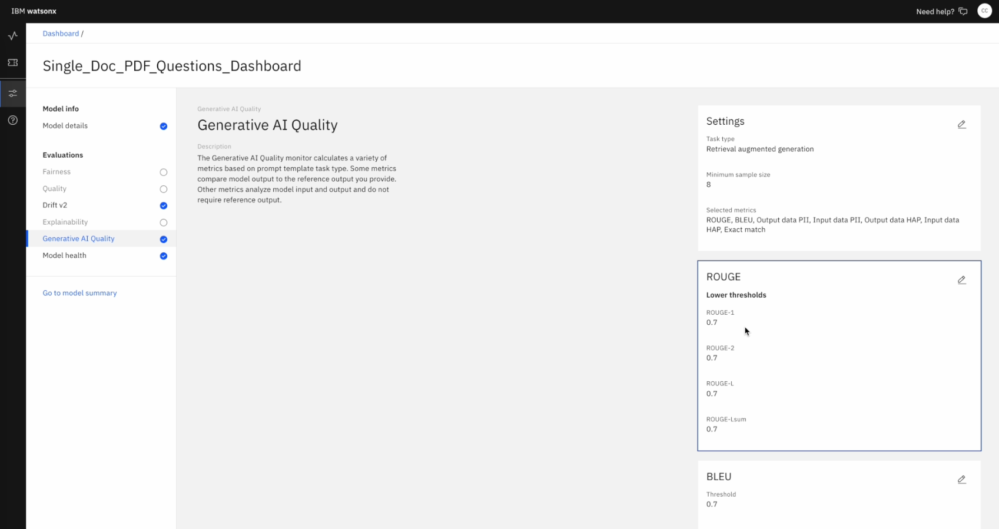 IBM watsonx
Need help?
CC
Dashboard /
Single_Doc_PDF_Questions_Dashboard
Model info
Model details
Evaluations
Fairness
Quality
Drift v2
Explainability
Generative AI Quality
Model health
Go to model summary
Generative AI Quality
Generative AI Quality
Description
The Generative AI Quality monitor calculates a variety of
metrics based on prompt template task type. Some metrics
compare model output to the reference output you provide.
Other metrics analyze model input and output and do not
require reference output.
Settings
Task type
Retrieval augmented generation
Minimum sample size
8
Selected metrics
ROUGE, BLEU, Output data PII, Input data PII, Output data HAP, Input data
HAP, Exact match
ROUGE
Lower thresholds
ROUGE-1
0.7
ROUGE-2
0.7
ROUGE-L
0.7
ROUGE-Lsum
0.7
BLEU
Threshold
0.7